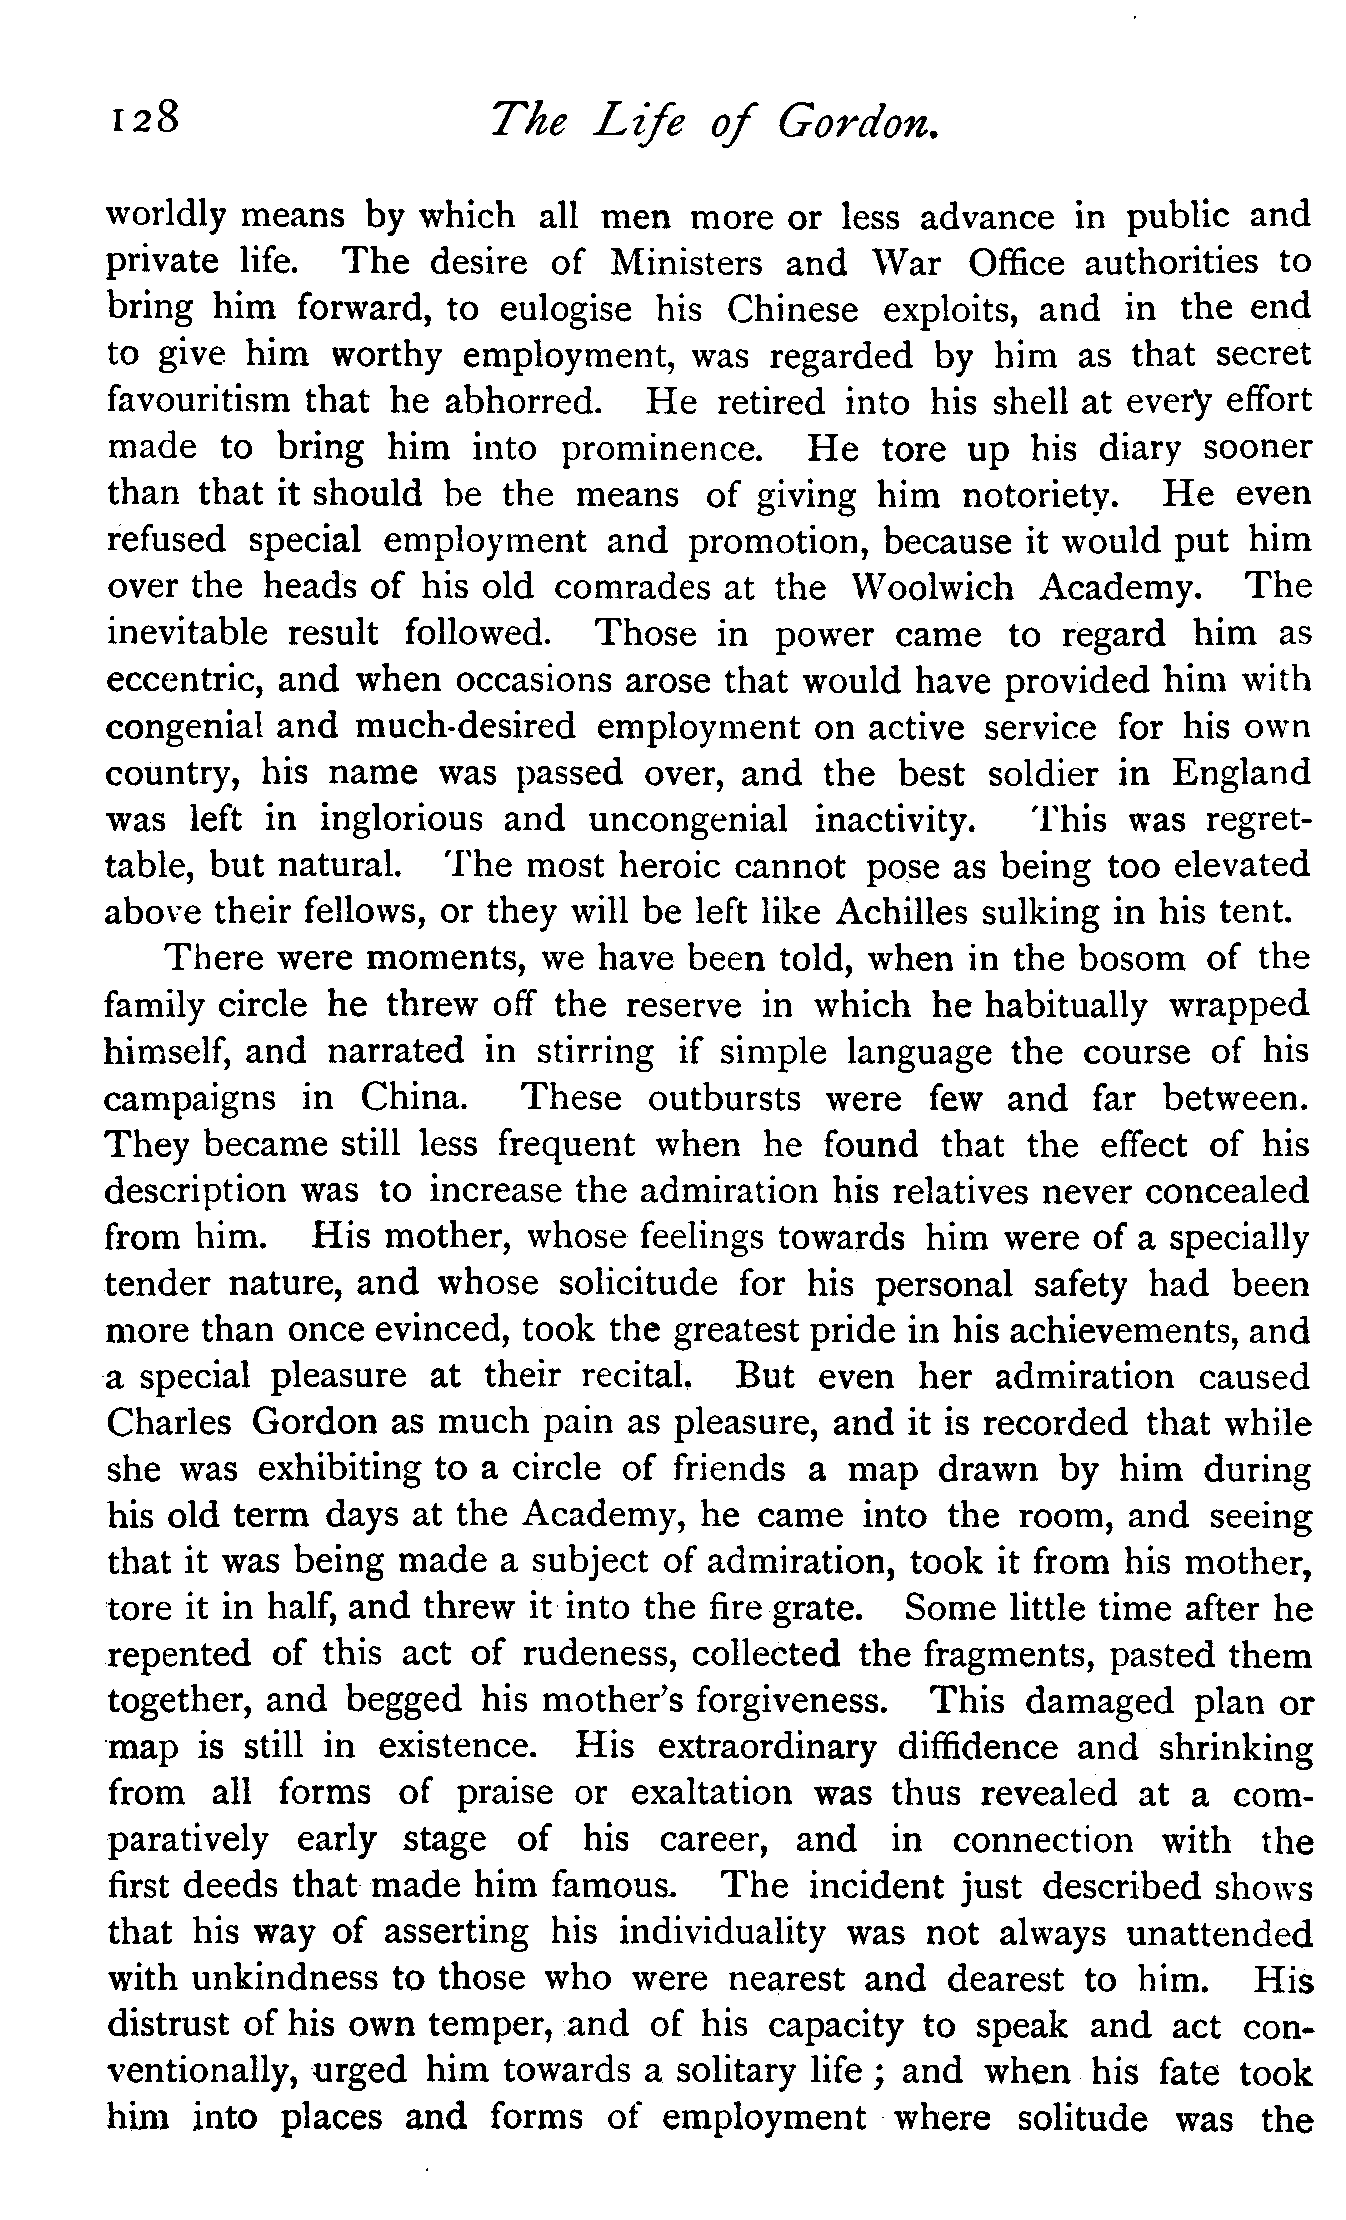 128 The Life of Gordon.
worldly means by which all men more or less advance in public and
private life. The desire of Ministers and War Office authorities to
bring him forward, to eulogise his Chinese exploits, and in the end
to give him worthy employment, was regarded by him as that secret
favouritism that he abhorred. He retired into his shell at every effort
made to bring him into prominence. He tore up his diary sooner
than that it should be the means of giving him notoriety. He even
refused special employment and promotion, because it would put him
over the heads of his old comrades at the Woolwich Academy. The
inevitable result followed. Those in power came to regard him as
eccentric, and when occasions arose that would have provided him with
congenial and much-desired employment on active service for his own
country, his name was passed over, and the best soldier in England
was left in inglorious and uncongenial inactivity. This was regret-
table, but natural. The most heroic cannot pose as being too elevated
above their fellows, or they will be left like Achilles sulking in his tent.
There were moments, we have been told, when in the bosom of the
family circle he threw off the reserve in which he habitually wrapped
himself, and narrated in stirring if simple language the course of his
campaigns in China. These outbursts were few and far between.
They became still less frequent when he found that the effect of his
description was to increase the admiration his relatives never concealed
from him. His mother, whose feelings towards him were of a specially
tender nature, and whose solicitude for his personal safety had been
more than once evinced, took the greatest pride in his achievements, and
a special pleasure at their recital. But even her admiration caused
Charles Gordon as much pain as pleasure, and it is recorded that while
she was exhibiting to a circle of friends a map drawn by him during
his old term days at the Academy, he came into the room, and seeing
that it was being made a subject of admiration, took it from his mother,
tore it in half, and threw it into the fire grate. Some little time after he
repented of this act of rudeness, collected the fragments, pasted them
together, and begged his mother's forgiveness. This damaged plan or
map is still in existence. His extraordinary diffidence and shrinking
from all forms of praise or exaltation was thus revealed at a com-
paratively early stage of his career, and in connection with the
first deeds that made him famous. The incident just described shows
that his way of asserting his individuality was not always unattended
with unkindness to those who were nearest and dearest to him. His
distrust of his own temper, and of his capacity to speak and act con-
ventionally, urged him towards a solitary life ; and when his fate took
him into places and forms of employment where solitude was the